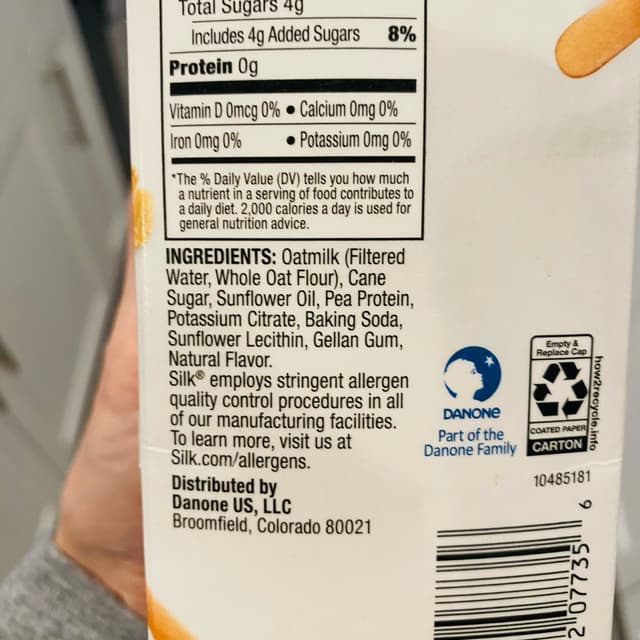 Total Sugars 4g
Includes 4g Added Sugars 8%
Protein 0g
Vitamin D 0mcg 0% • Calcium 0mg 0%
Iron 0mg 0% • Potassium 0mg 0%
*The % Daily Value (DV) tells you how much
a nutrient in a serving of food contributes to
a daily diet. 2,000 calories a day is used for
general nutrition advice.
INGREDIENTS: Oatmilk (Filtered
Water, Whole Oat Flour), Cane
Sugar, Sunflower Oil, Pea Protein,
Potassium Citrate, Baking Soda,
Sunflower Lecithin, Gellan Gum,
Natural Flavor.
Silk® employs stringent allergen
quality control procedures in all
of our manufacturing facilities.
To learn more, visit us at
Silk.com/allergens.
Distributed by
Danone US, LLC
Broomfield, Colorado 80021
DANONE
Part of the
Danone Family
Empty &
Replace Cap
COATED PAPER
CARTON
how2recycle.info
10485181
2 07735 6